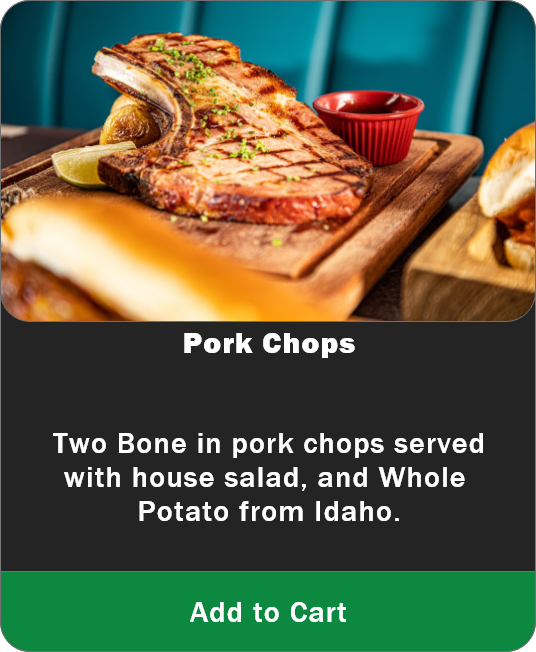 Pork Chops
Two Bone in pork chops served
with house salad, and Whole
Potato from Idaho.
Add to Cart